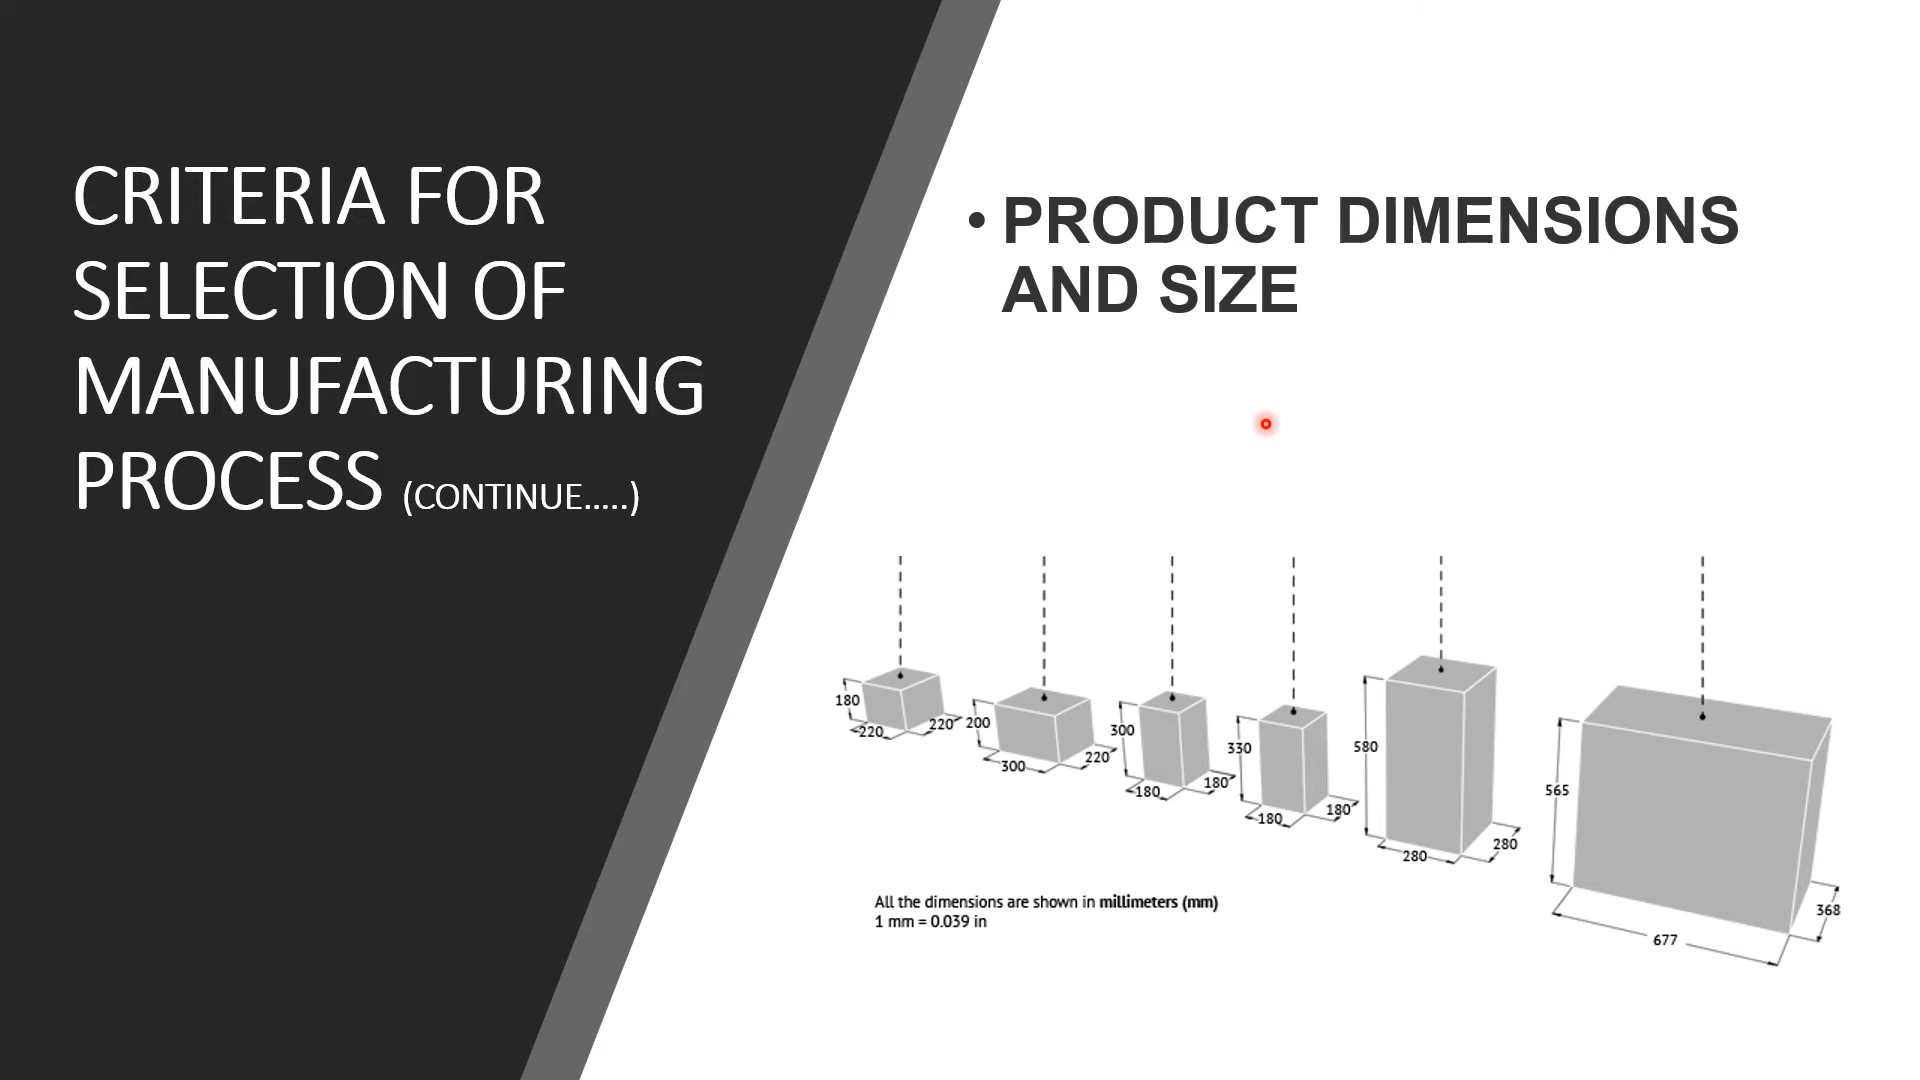 CRITERIA FOR
SELECTION OF
MANUFACTURING
PROCESS (CONTINUE.....)
• PRODUCT DIMENSIONS
AND SIZE
180
220
220
200
300
220
300
180
180
330
180
180
580
280
280
565
677
368
All the dimensions are shown in millimeters (mm)
1 mm = 0.039 in